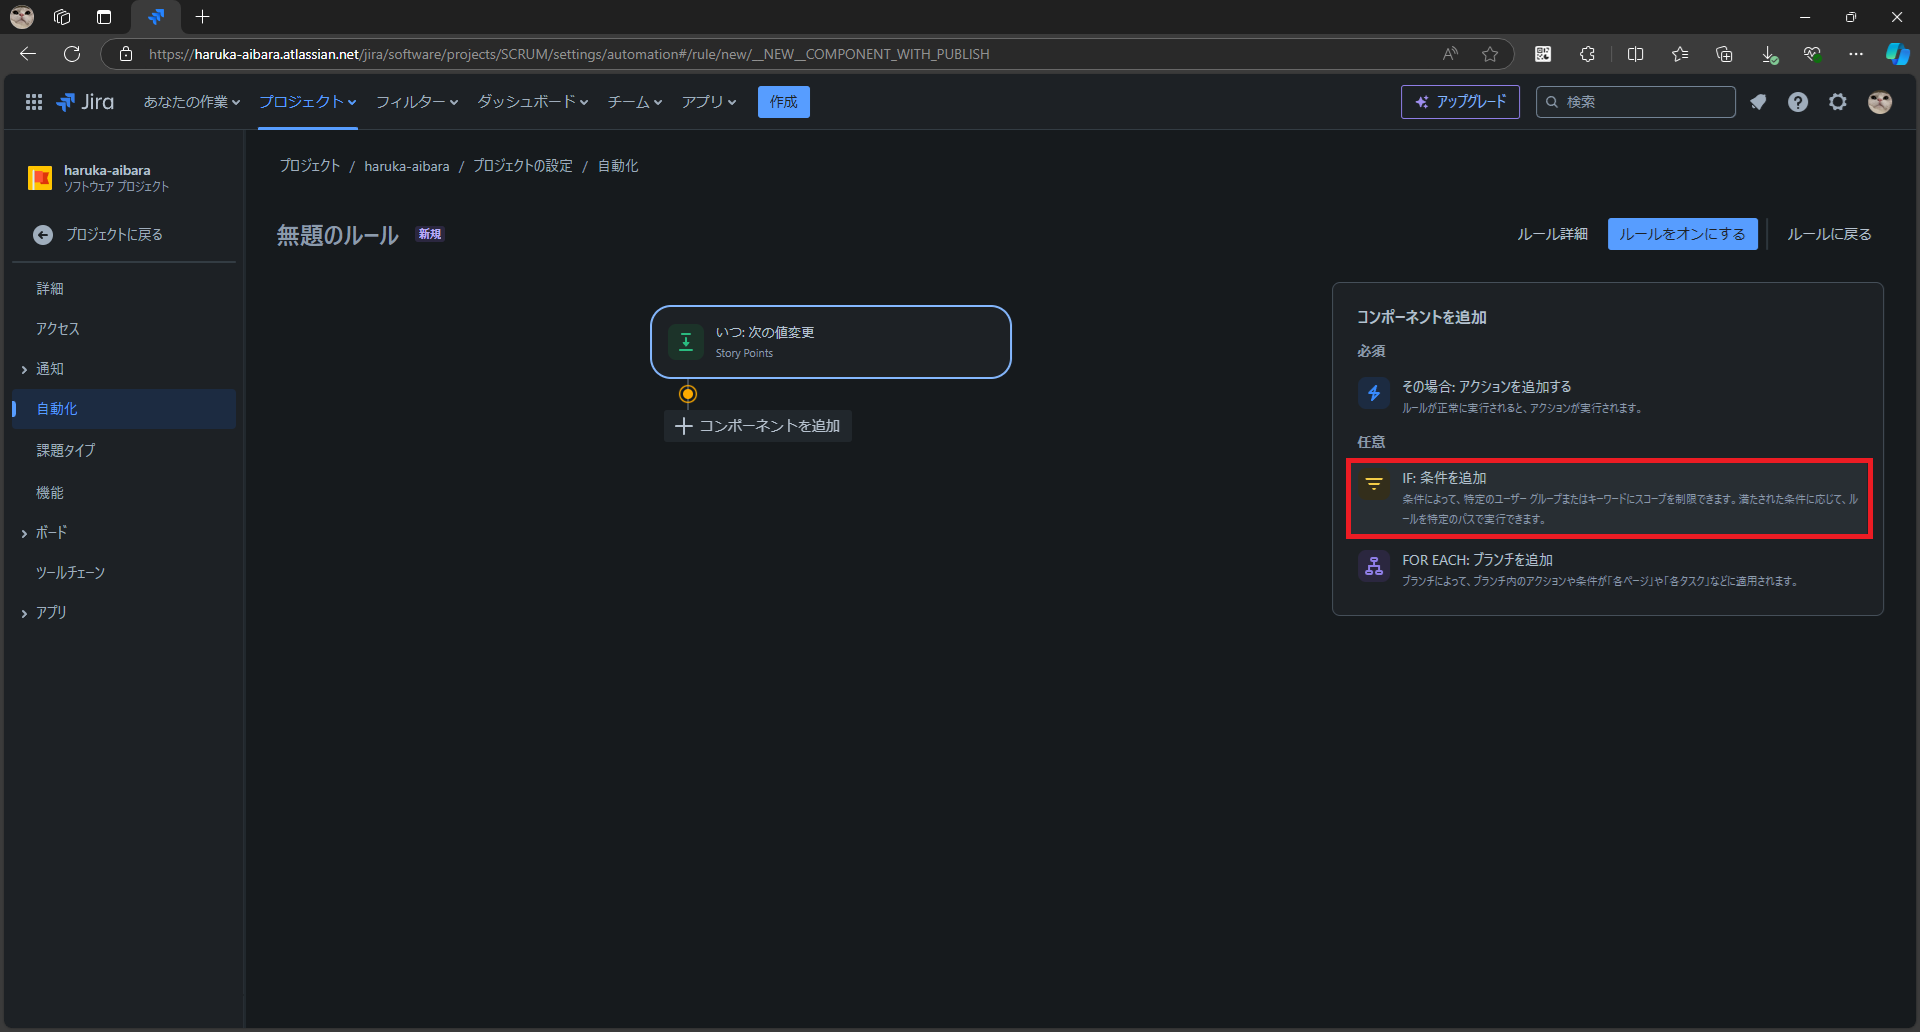 https://haruka-aibara.atlassian.net/jira/software/projects/SCRUM/settings/automation#/rule/new/__NEW__COMPONENT_WITH_PUBLISH
Jira あなたの作業 プロジェクト フィルター ダッシュボード チーム アプリ 作成 アップグレード 検索
haruka-aibara
ソフトウェア プロジェクト
プロジェクトに戻る
詳細
アクセス
通知
自動化
課題タイプ
機能
ボード
ツールチェーン
アプリ
プロジェクト / haruka-aibara / プロジェクトの設定 / 自動化
無題のルール 新規
ルール詳細 ルールをオンにする ルールに戻る
いつ: 次の値変更
Story Points
コンポーネントを追加
コンポーネントを追加
必須
その場合: アクションを追加する
ルールが正常に実行されると、アクションが実行されます。
任意
IF: 条件を追加
条件によって、特定のユーザー グループまたはキーワードにスコープを制限できます。満たされた条件に応じて、ル
ールを特定のパスで実行できます。
FOR EACH: ブランチを追加
ブランチによって、ブランチ内のアクションや条件が「各ページ」や「各タスク」などに適用されます。